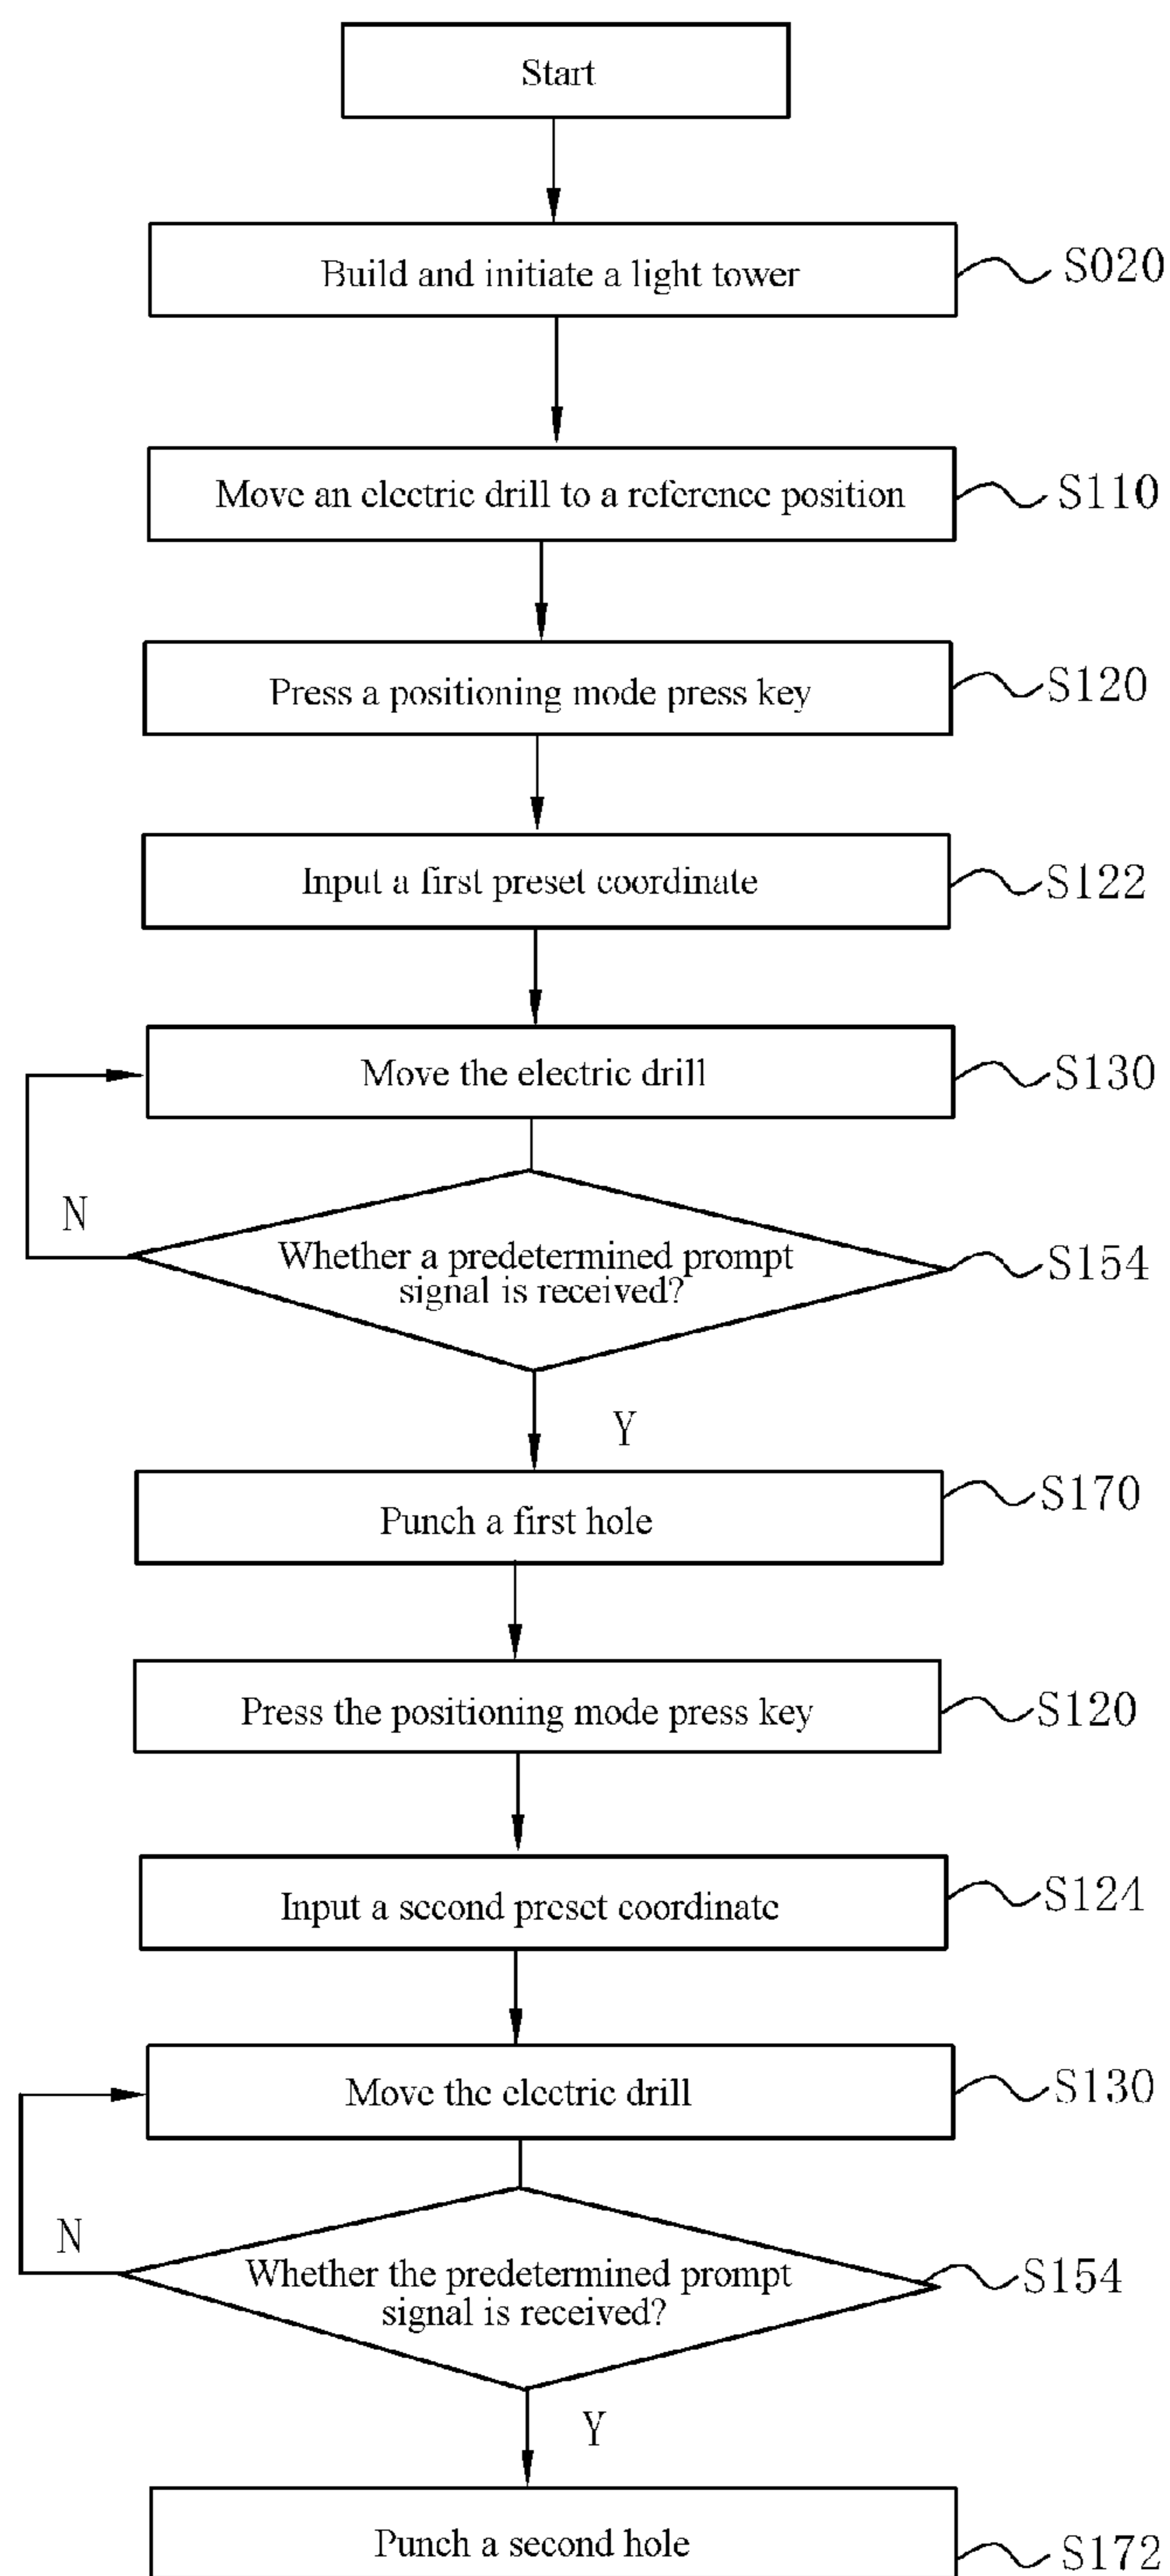 Start
Build and initiate a light tower
S020
Move an electric drill to a reference position
S110
Press a positioning mode press key
S120
Input a first preset coordinate
S122
Move the electric drill
S130
N
Whether a predetermined prompt
signal is received?
S154
Y
Punch a first hole
S170
Press the positioning mode press key
S120
Input a second preset coordinate
S124
Move the electric drill
S130
N
Whether the predetermined prompt
signal is received?
S154
Y
Punch a second hole
S172